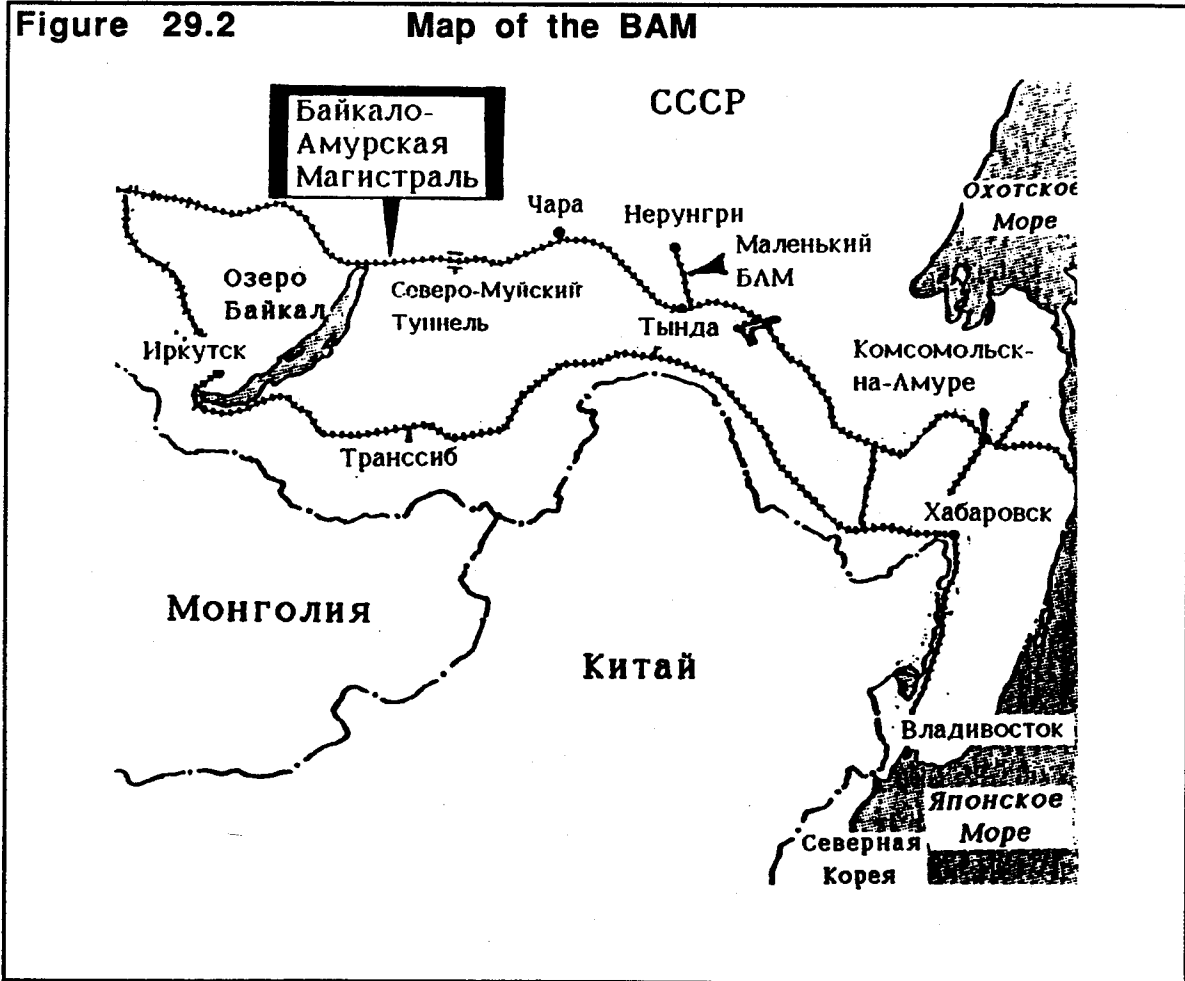 Figure 29.2 Map of the BAM
СССР
Байкало-
Амурская
Магистраль
Охотское
Море
Чара
Нерунгри
Маленький
БАМ
Озеро
Байкал
Северо-Муйский
Туннель
Тында
Иркутск
Комсомольск-
на-Амуре
Транссиб
Хабаровск
Монголия
Китай
Владивосток
Японское
Море
Северная
Корея